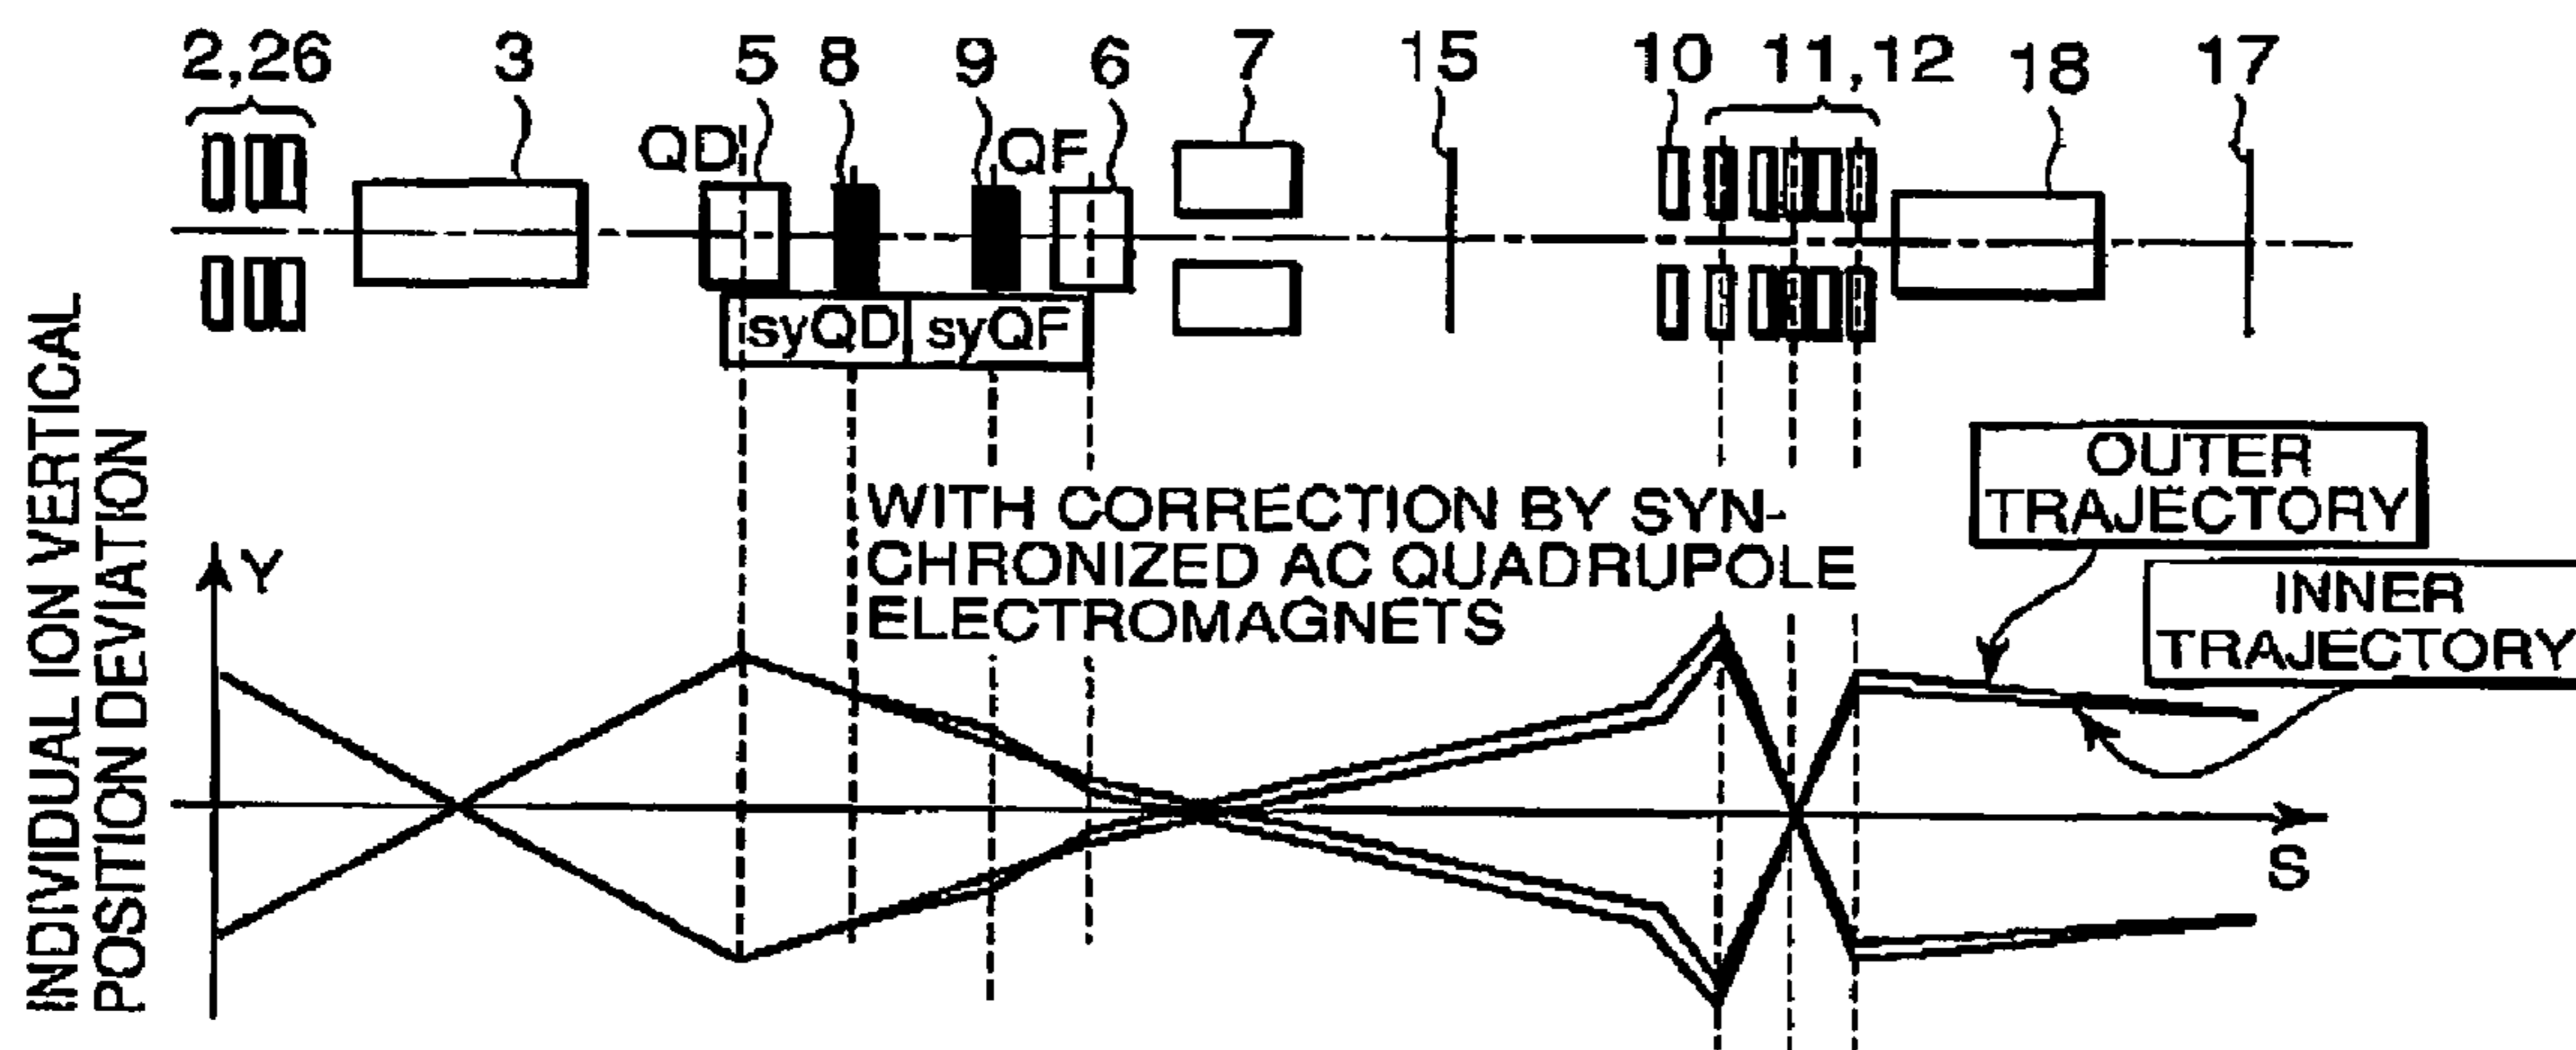 2,26 3 5 8 9 6 7 15 10 11,12 18 17
QD QF
syQD syQF
INDIVIDUAL ION VERTICAL
POSITION DEVIATION
OUTER
TRAJECTORY
WITH CORRECTION BY SYN-
CHRONIZED AC QUADRUPOLE
ELECTROMAGNETS
INNER
TRAJECTORY
Y
S